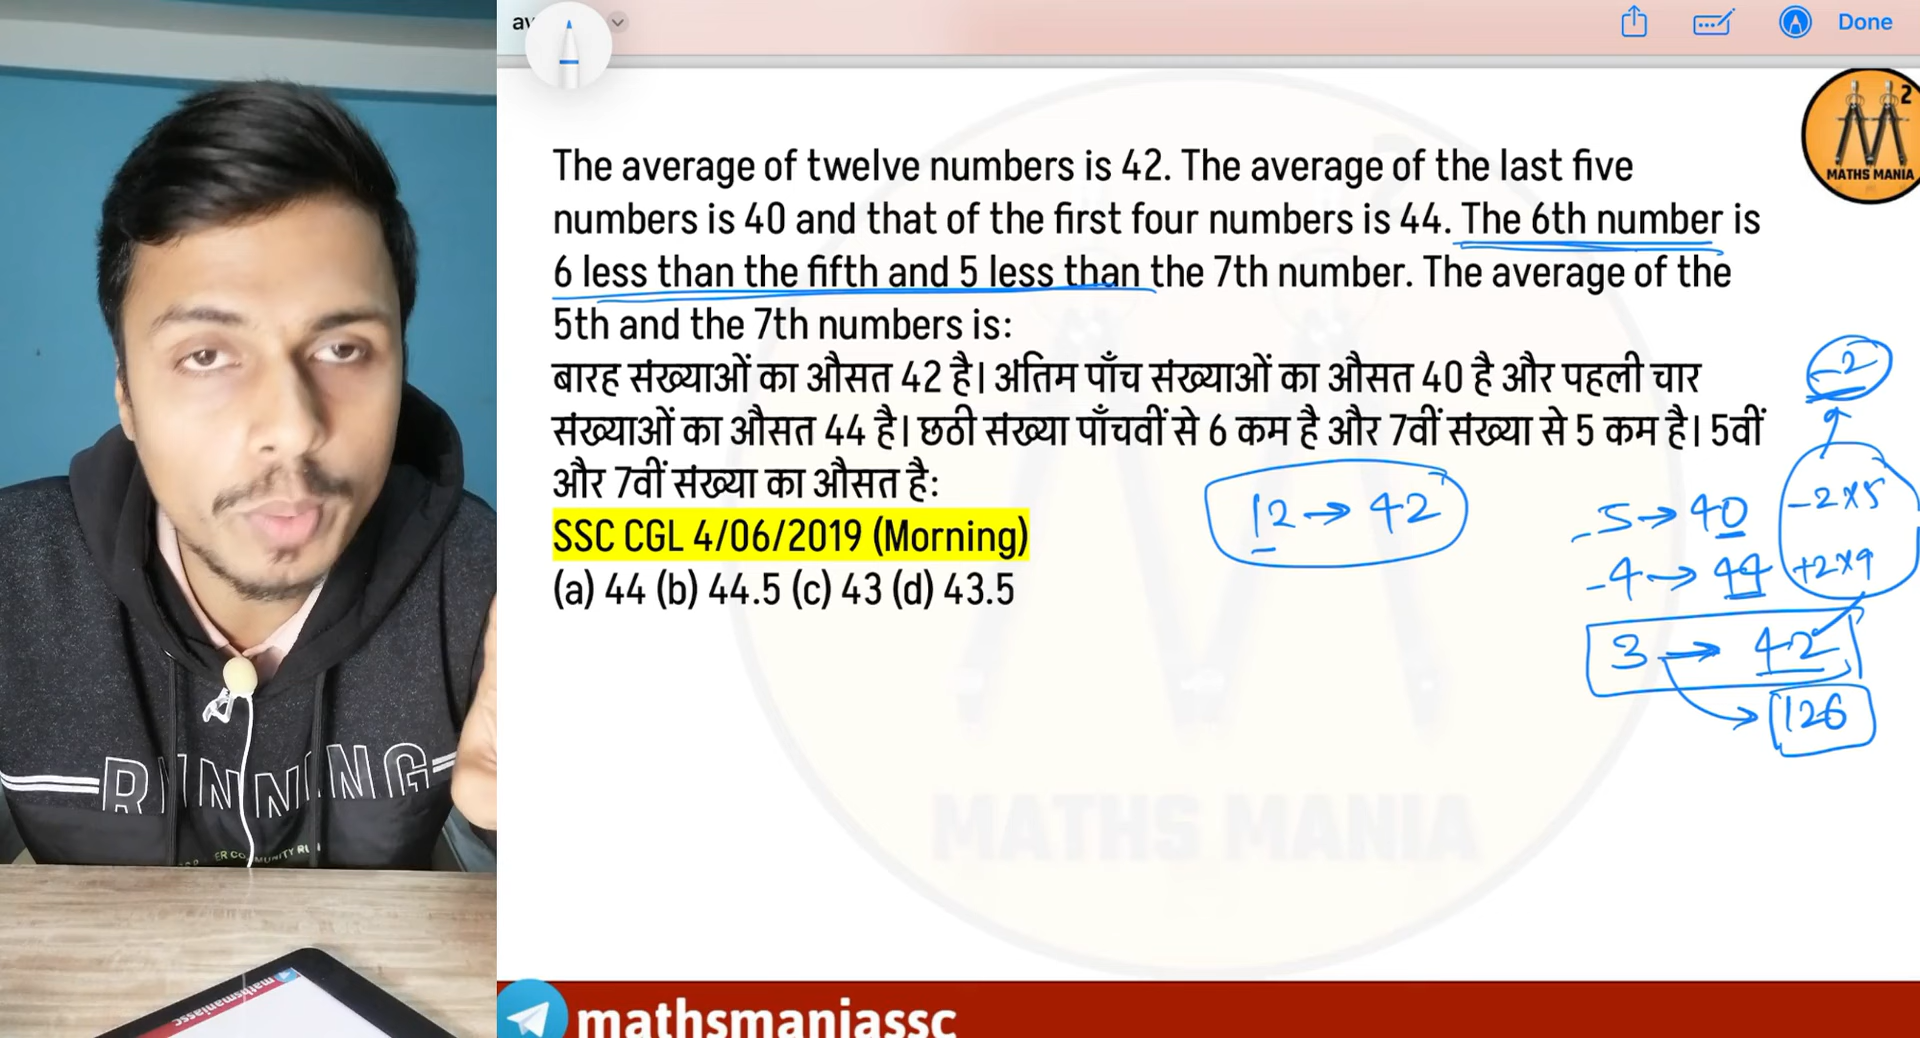 Done
2
MATHS MANIA
The average of twelve numbers is 42. The average of the last five
numbers is 40 and that of the first four numbers is 44. The 6th number is
6 less than the fifth and 5 less than the 7th number. The average of the
5th and the 7th numbers is:
बारह संख्याओं का औसत 42 है। अंतिम पाँच संख्याओं का औसत 40 है और पहली चार
संख्याओं का औसत 44 है। छठी संख्या पाँचवीं से 6 कम है और 7वीं संख्या से 5 कम है। 5वीं
और 7वीं संख्या का औसत है:
SSC CGL 4/06/2019 (Morning)
(a) 44 (b) 44.5 (c) 43 (d) 43.5
12 → 42
-2
-5 → 40 -2×5
-4 → 44 +2×4
3 → 42
126
MATHS MANIA
RUNNING
mathsmaniassc
mathsmaniassc